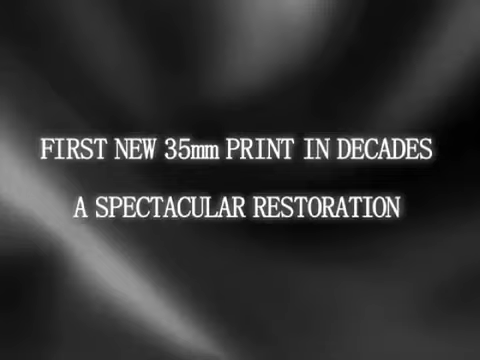 FIRST NEW 35mm PRINT IN DECADES
A SPECTACULAR RESTORATION